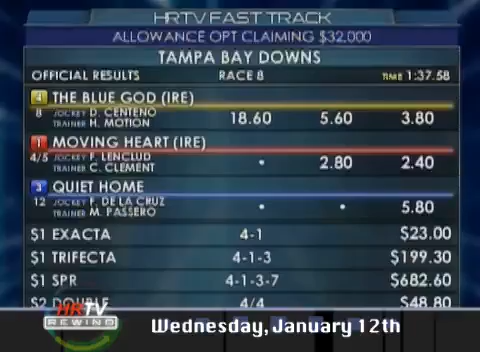 HRTV FAST TRACK
ALLOWANCE OPT CLAIMING $32,000
TAMPA BAY DOWNS
OFFICIAL RESULTS RACE 8 TIME 1:37.58
4 THE BLUE GOD (IRE)
8 JOCKEY D. CENTENO
TRAINER H. MOTION 18.60 5.60 3.80
1 MOVING HEART (IRE)
4/5 JOCKEY F. LENCLUD
TRAINER C. CLEMENT • 2.80 2.40
3 QUIET HOME
12 JOCKEY F. DE LA CRUZ
TRAINER M. PASSERO • • 5.80
$1 EXACTA 4-1 $23.00
$1 TRIFECTA 4-1-3 $199.30
$1 SPR 4-1-3-7 $682.60
$2 DOUBLE 4/4 $48.80
HRTV
REWIND
Wednesday, January 12th